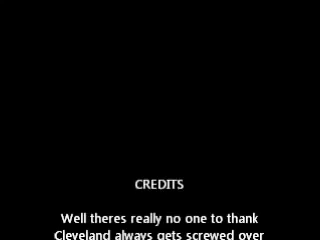 CREDITS
Well theres really no one to thank
Cleveland always gets screwed over